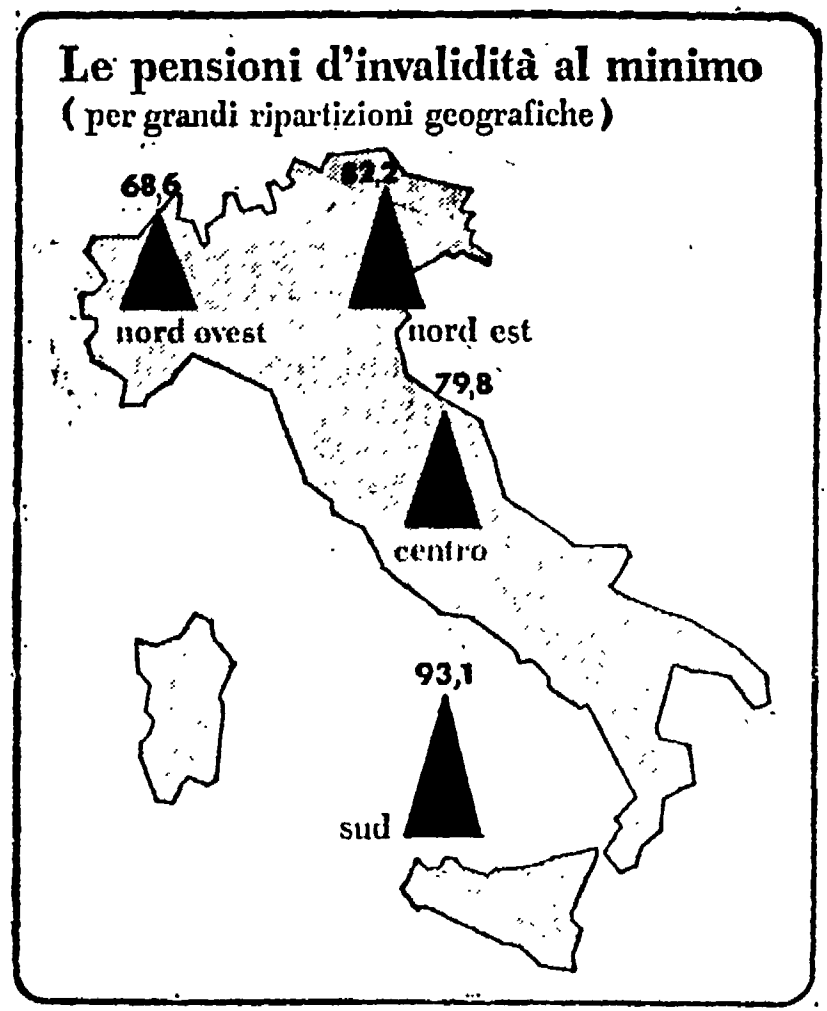 Le pensioni d'invalidità al minimo
(per grandi ripartizioni geografiche)
68,6
82,2
nord ovest
nord est
79,8
centro
93,1
sud